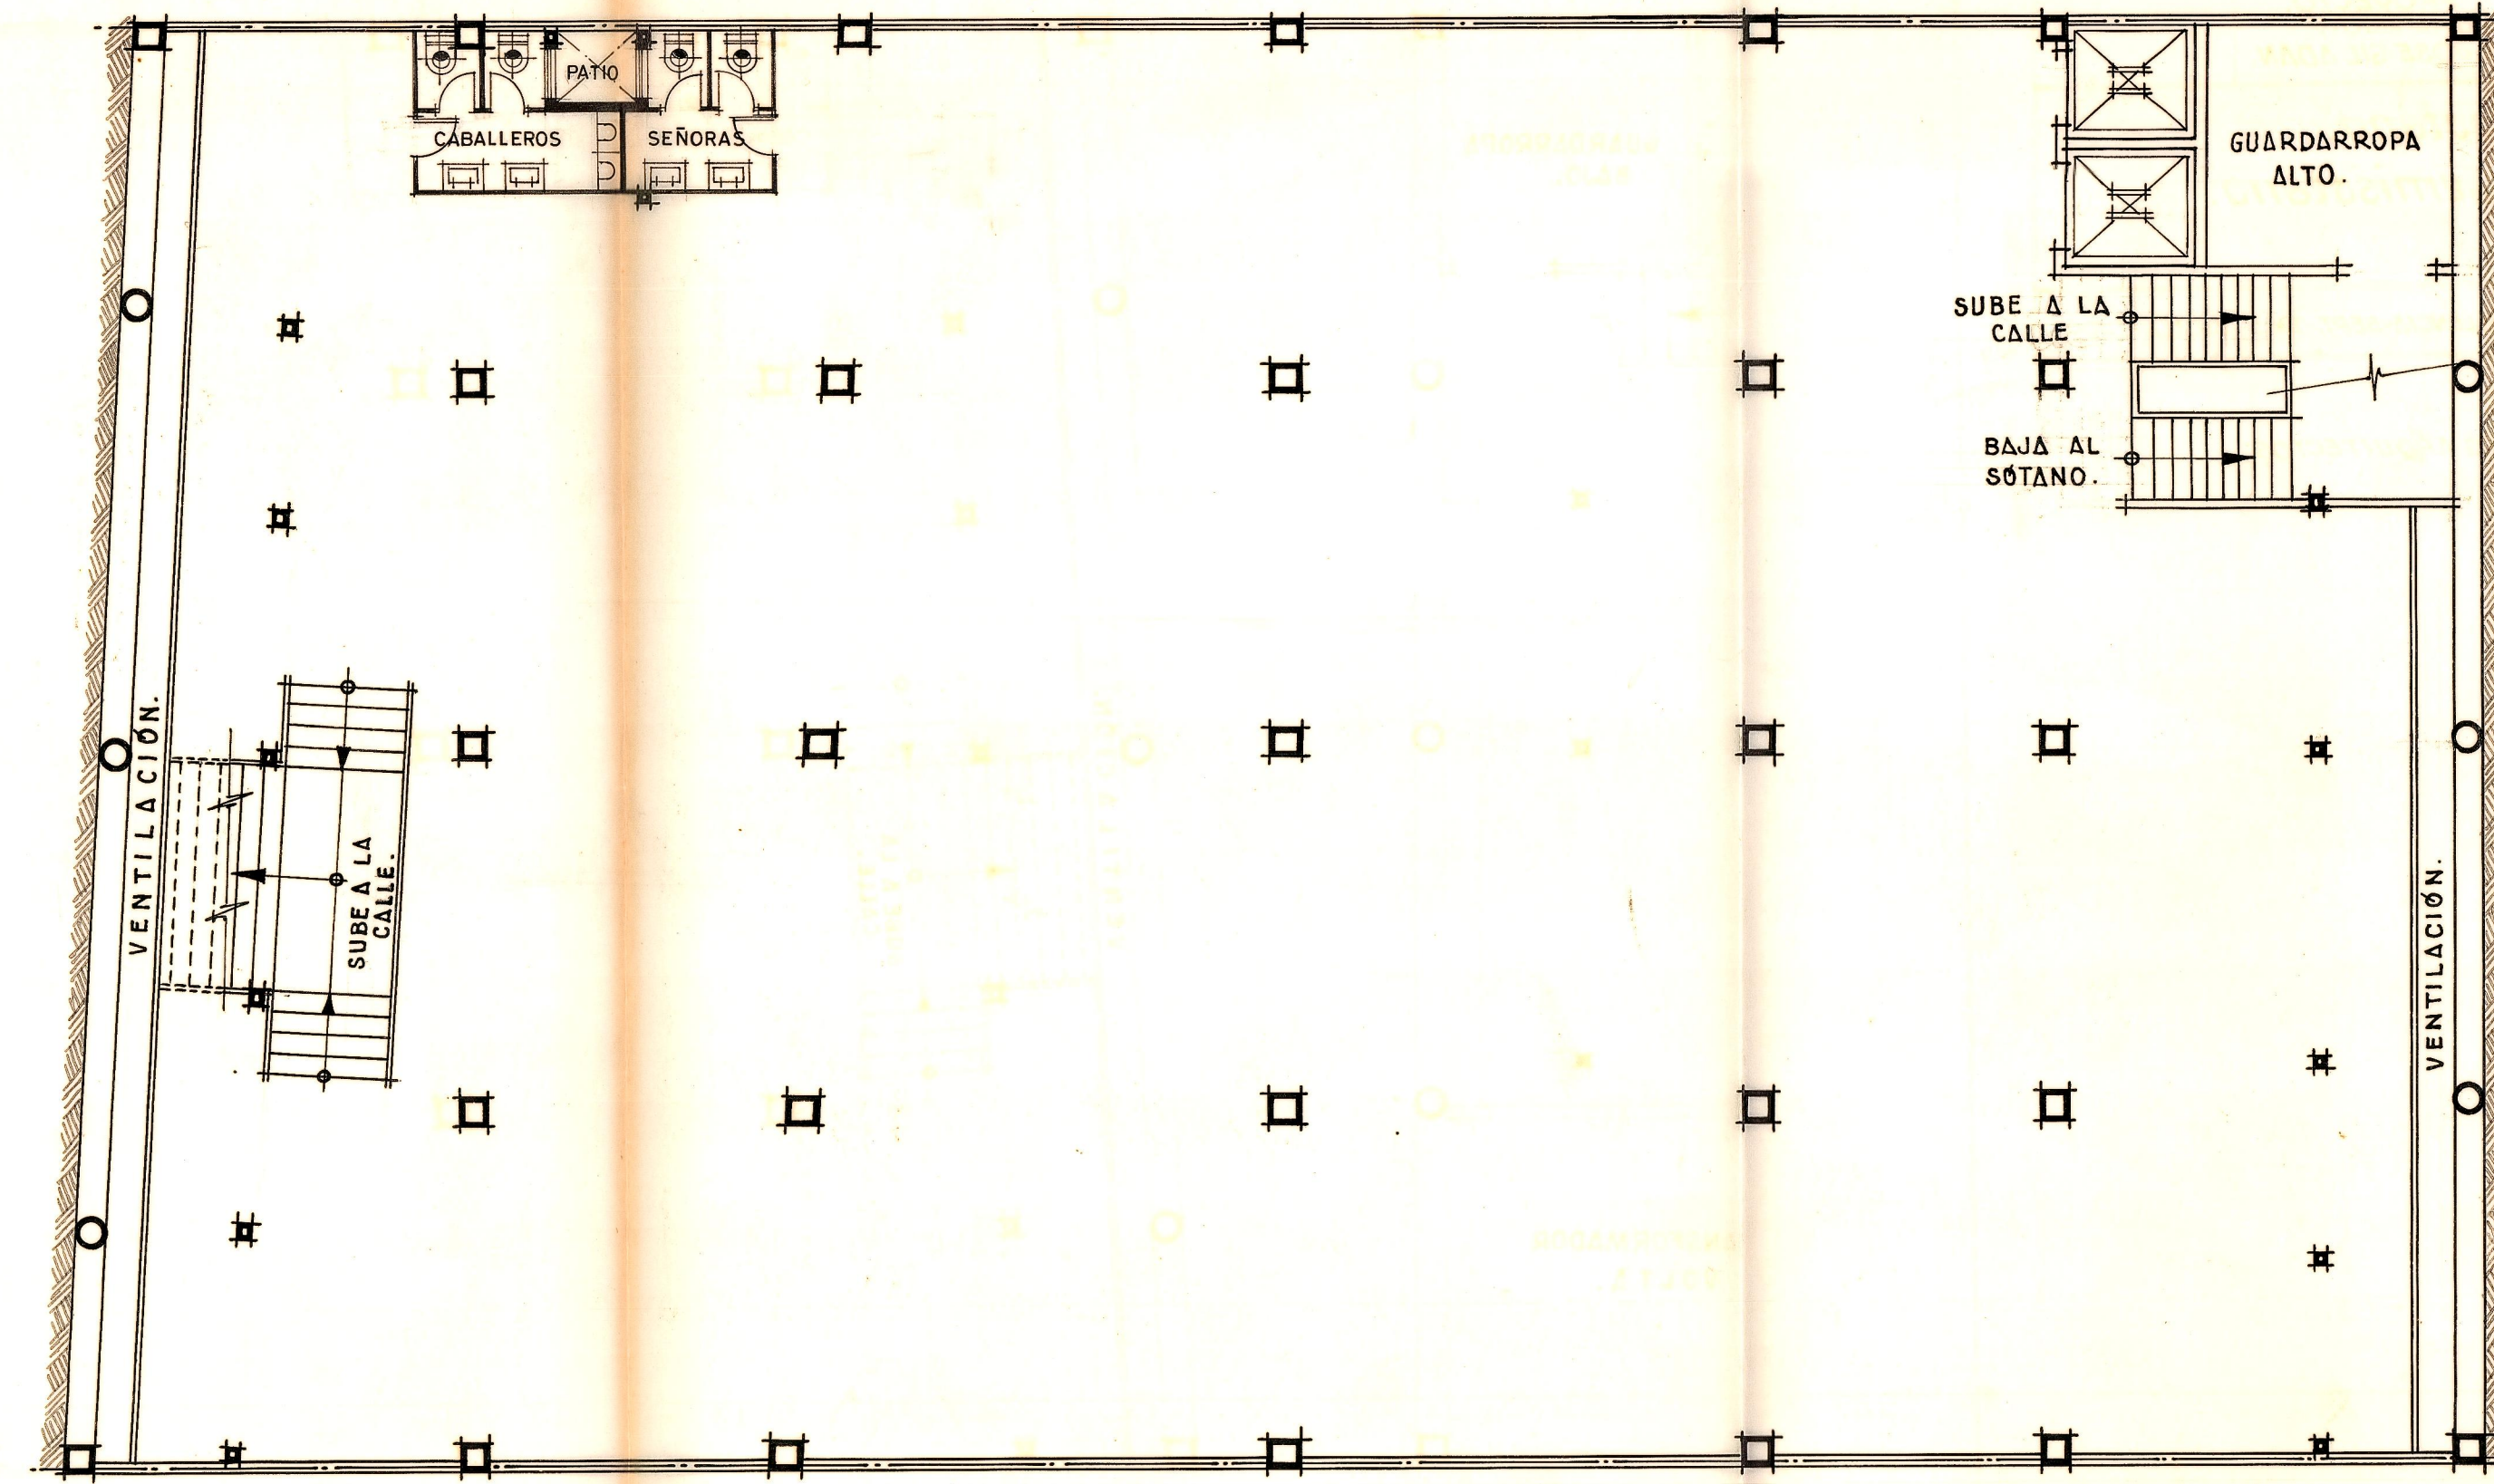 PATIO
CABALLEROS
SEÑORAS
GUARDARROPA
ALTO.
SUBE A LA
CALLE
BAJA AL
SÓTANO.
VENTILACIÓN.
SUBE A LA
CALLE.
VENTILACIÓN.